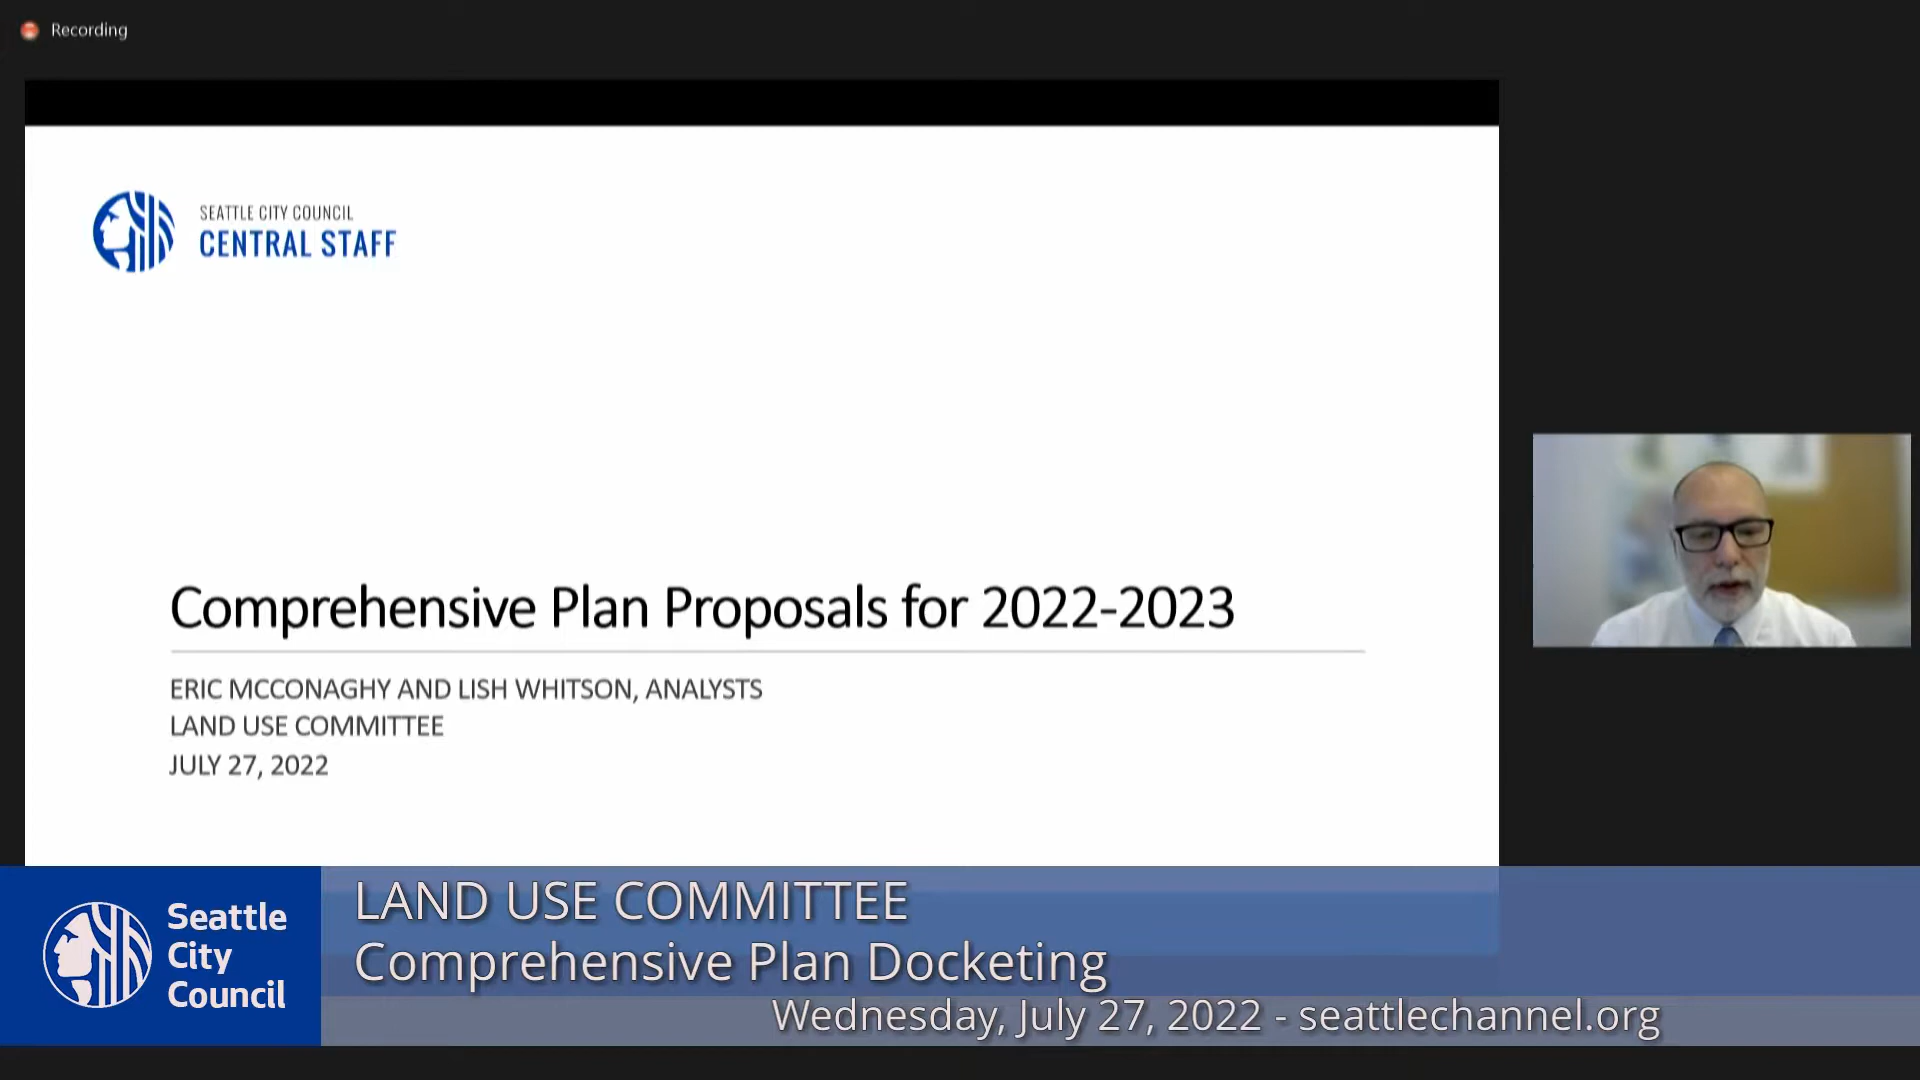 Recording
SEATTLE CITY COUNCIL
CENTRAL STAFF
Comprehensive Plan Proposals for 2022-2023
ERIC MCCONAGHY AND LISH WHITSON, ANALYSTS
LAND USE COMMITTEE
JULY 27, 2022
Seattle
City
Council
LAND USE COMMITTEE
Comprehensive Plan Docketing
Wednesday, July 27, 2022 - seattlechannel.org